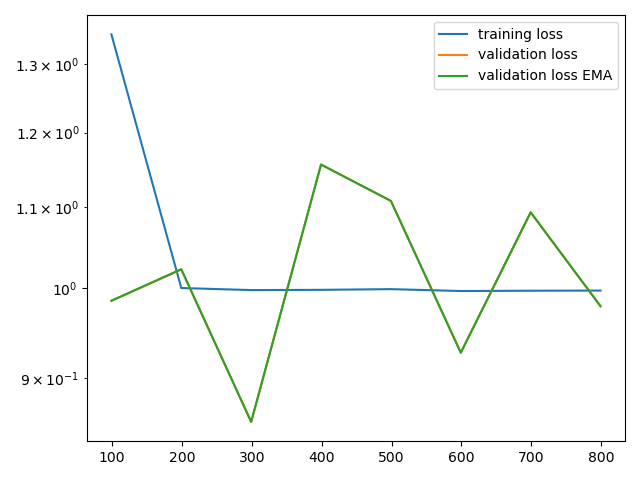 training loss
validation loss
validation loss EMA
1.3 × 10⁰
1.2 × 10⁰
1.1 × 10⁰
10⁰
9 × 10⁻¹
100 200 300 400 500 600 700 800